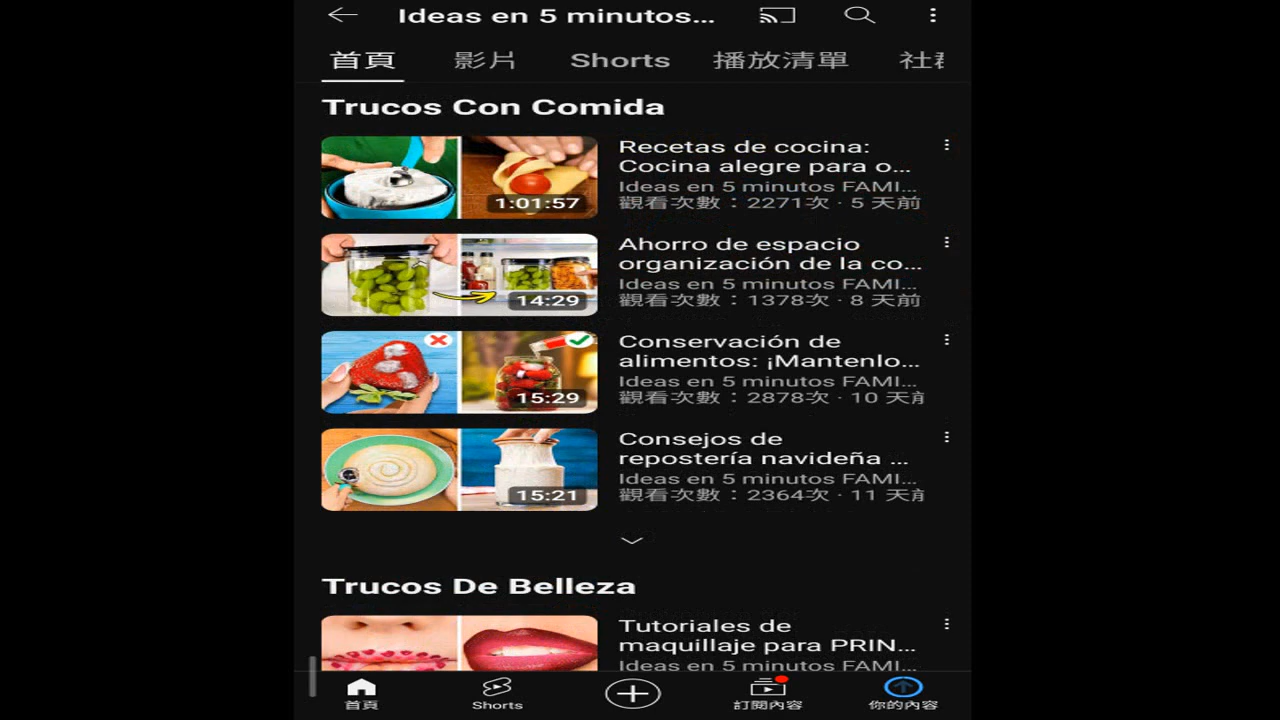 Ideas en 5 minutos...
首頁 影片 Shorts 播放清單 社群
Trucos Con Comida
Recetas de cocina:
Cocina alegre para o...
Ideas en 5 minutos FAMI...
觀看次數：2271次 · 5 天前
1:01:57
Ahorro de espacio
organización de la co...
Ideas en 5 minutos FAMI...
觀看次數：1378次 · 8 天前
14:29
Conservación de
alimentos: ¡Mantenlo...
Ideas en 5 minutos FAMI...
觀看次數：2878次 · 10 天前
15:29
Consejos de
repostería navideña ...
Ideas en 5 minutos FAMI...
觀看次數：2364次 · 11 天前
15:21
Trucos De Belleza
Tutoriales de
maquillaje para PRIN...
Ideas en 5 minutos FAMI...
首頁 Shorts 訂閱內容 你的內容